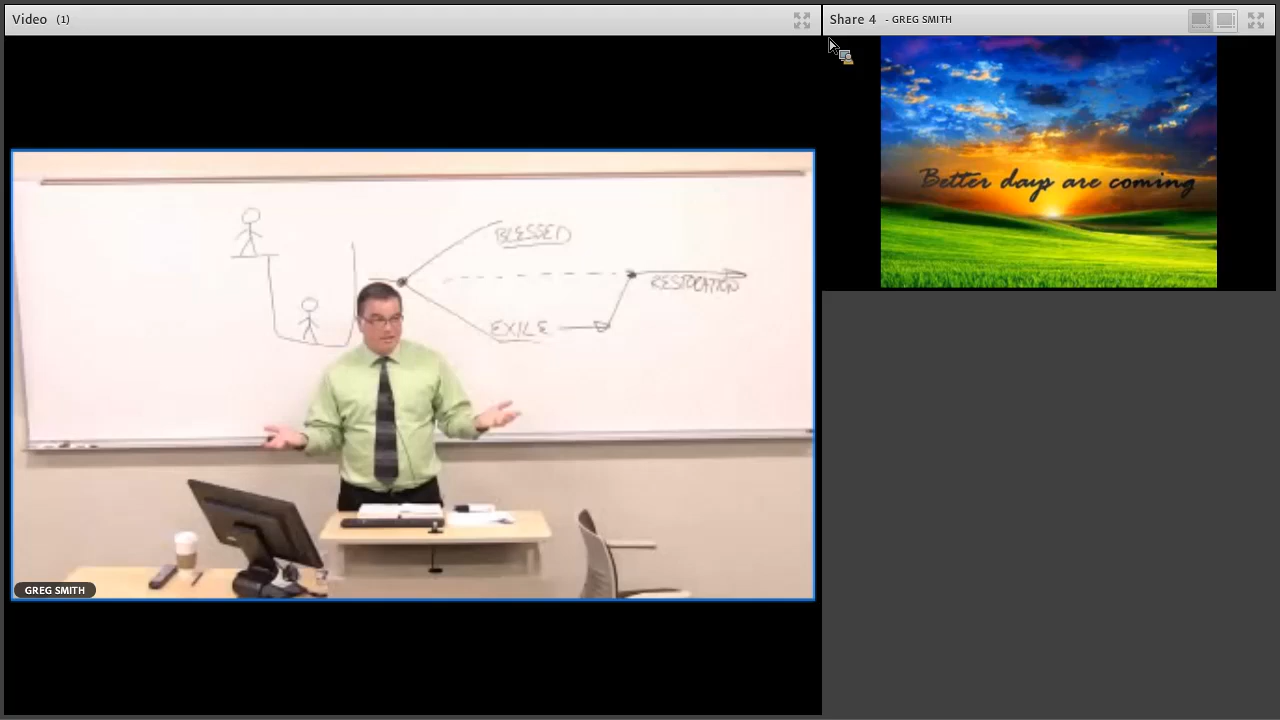 Video (1)
Share 4 - GREG SMITH
Better days are coming
BLESSED
RESTORATION
EXILE
GREG SMITH